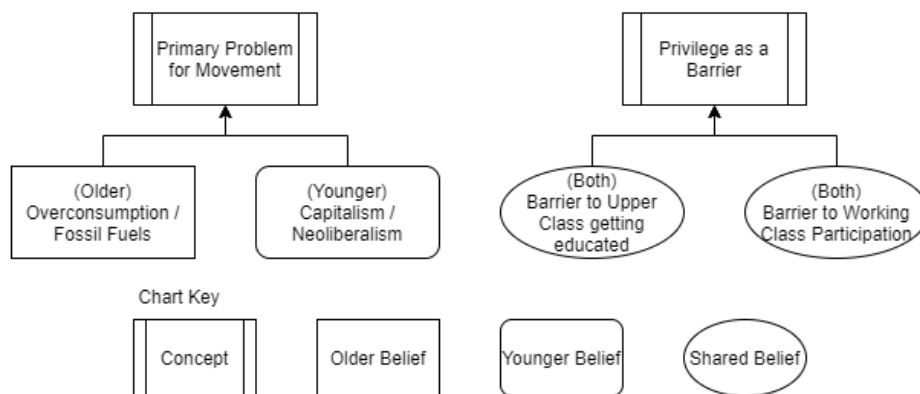 Primary Problem
for Movement
Privilege as a
Barrier
(Older)
Overconsumption /
Fossil Fuels
(Younger)
Capitalism /
Neoliberalism
(Both)
Barrier to Upper
Class getting
educated
(Both)
Barrier to Working
Class Participation
Chart Key
Concept
Older Belief
Younger Belief
Shared Belief